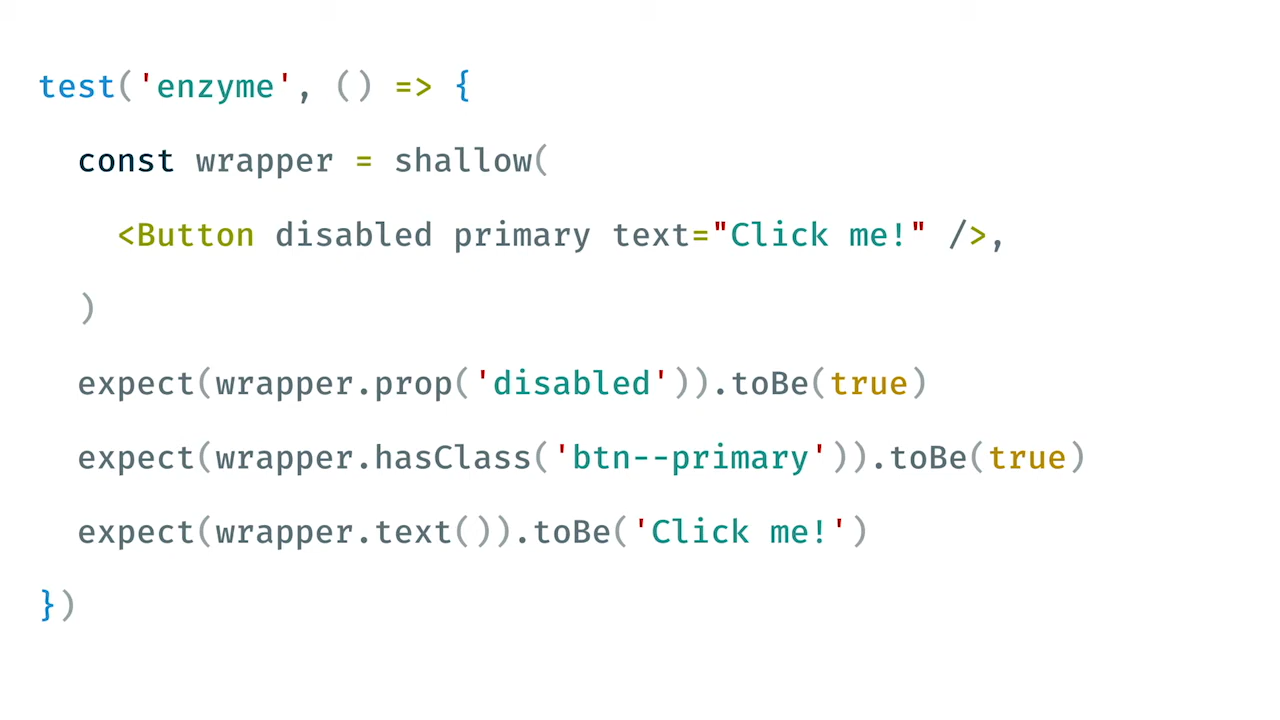 test('enzyme', () => {
  const wrapper = shallow(
    <Button disabled primary text="Click me!" />,
  )
  expect(wrapper.prop('disabled')).toBe(true)
  expect(wrapper.hasClass('btn--primary')).toBe(true)
  expect(wrapper.text()).toBe('Click me!')
})